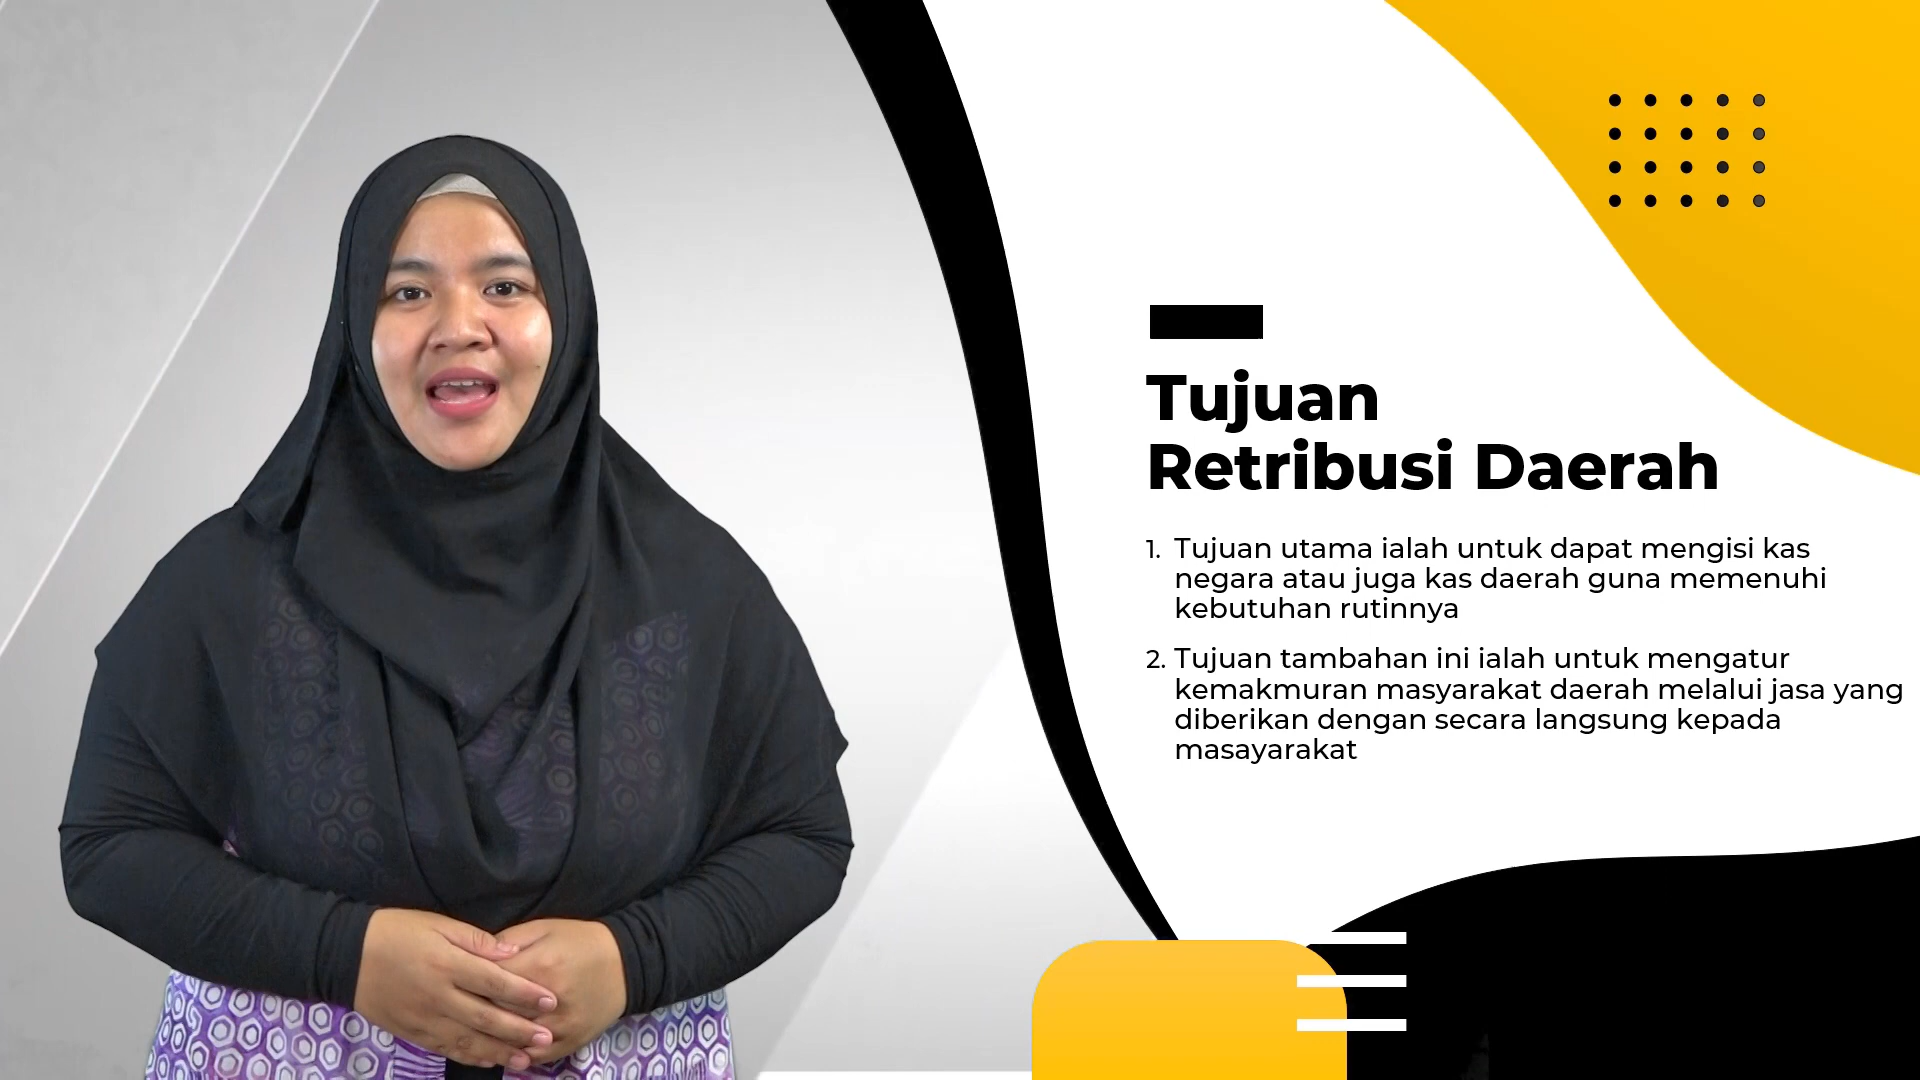 Tujuan
Retribusi Daerah
1. Tujuan utama ialah untuk dapat mengisi kas
negara atau juga kas daerah guna memenuhi
kebutuhan rutinnya
2. Tujuan tambahan ini ialah untuk mengatur
kemakmuran masyarakat daerah melalui jasa yang
diberikan dengan secara langsung kepada
masayarakat